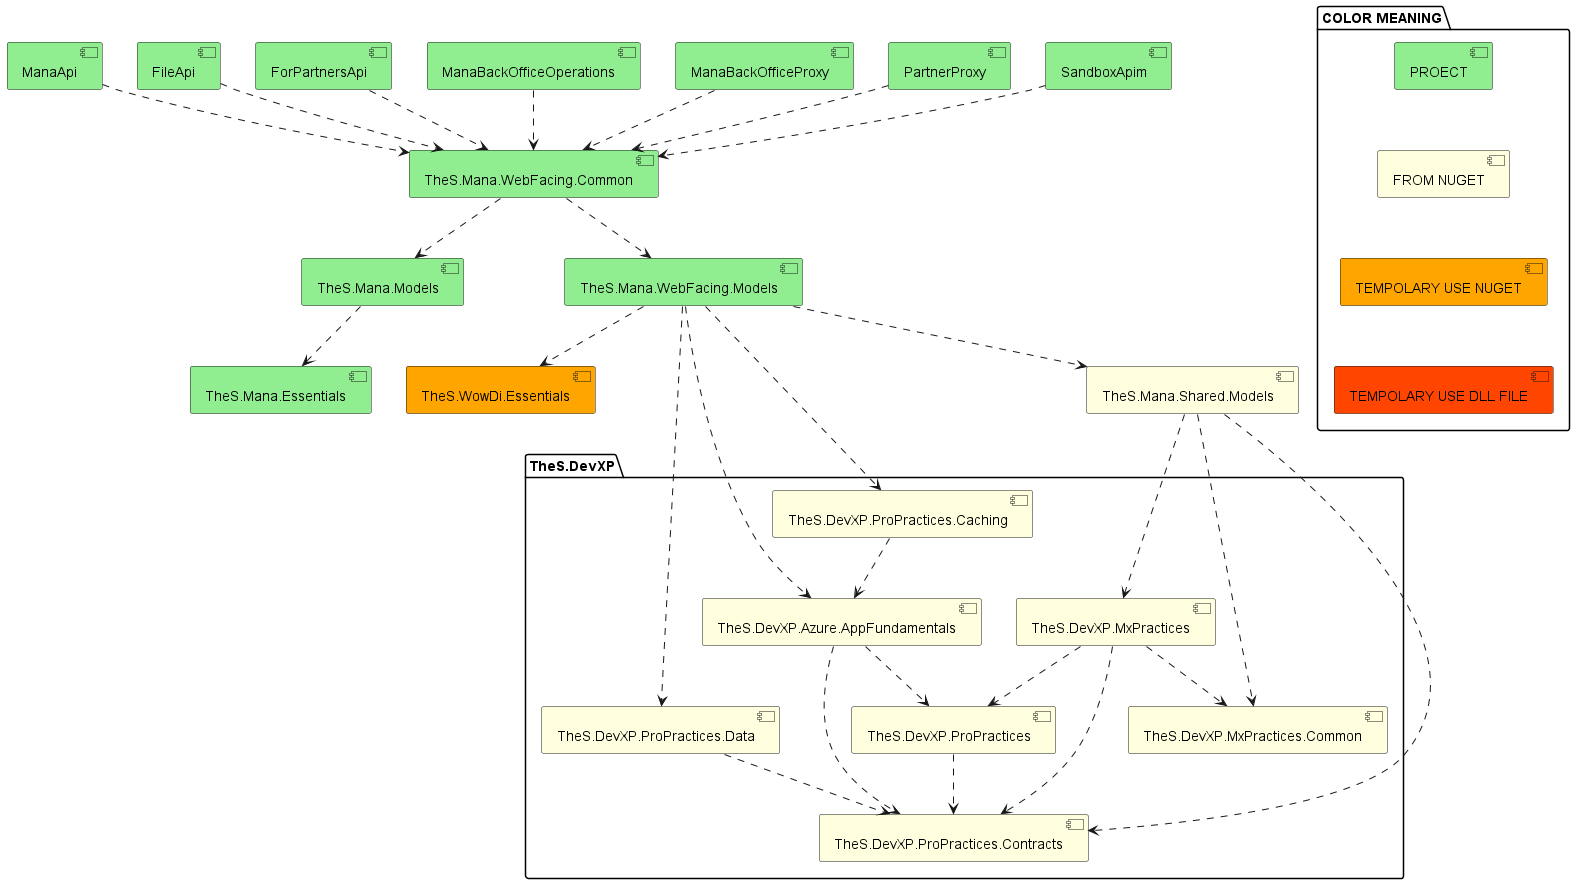 COLOR MEANING
ManaApi
FileApi
ForPartnersApi
ManaBackOfficeOperations
ManaBackOfficeProxy
PartnerProxy
SandboxApim
PROECT
TheS.Mana.WebFacing.Common
FROM NUGET
TheS.Mana.Models
TheS.Mana.WebFacing.Models
TEMPOLARY USE NUGET
TheS.Mana.Essentials
TheS.WowDi.Essentials
TheS.Mana.Shared.Models
TEMPOLARY USE DLL FILE
TheS.DevXP
TheS.DevXP.ProPractices.Caching
TheS.DevXP.Azure.AppFundamentals
TheS.DevXP.MxPractices
TheS.DevXP.ProPractices.Data
TheS.DevXP.ProPractices
TheS.DevXP.MxPractices.Common
TheS.DevXP.ProPractices.Contracts